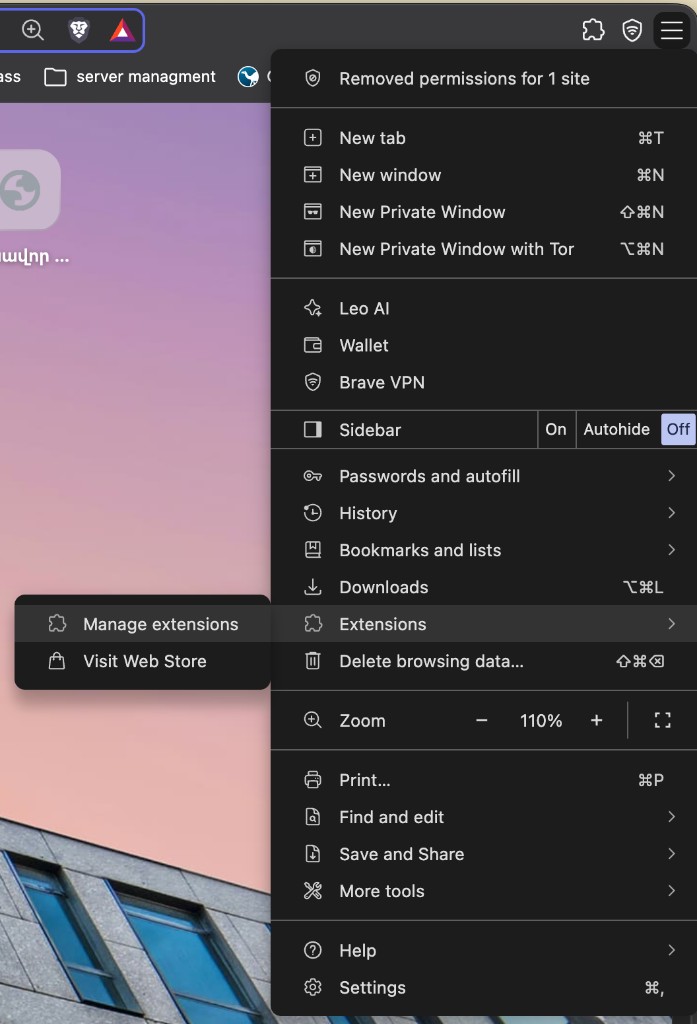 ass
server managment
Removed permissions for 1 site
New tab ⌘T
New window ⌘N
New Private Window ⇧⌘N
New Private Window with Tor ⌥⌘N
ավոր ...
Leo AI
Wallet
Brave VPN
Sidebar On Autohide Off
Passwords and autofill
History
Bookmarks and lists
Downloads ⌥⌘L
Manage extensions
Visit Web Store
Extensions
Delete browsing data... ⇧⌘⌫
Zoom − 110% +
Print... ⌘P
Find and edit
Save and Share
More tools
Help
Settings ⌘,